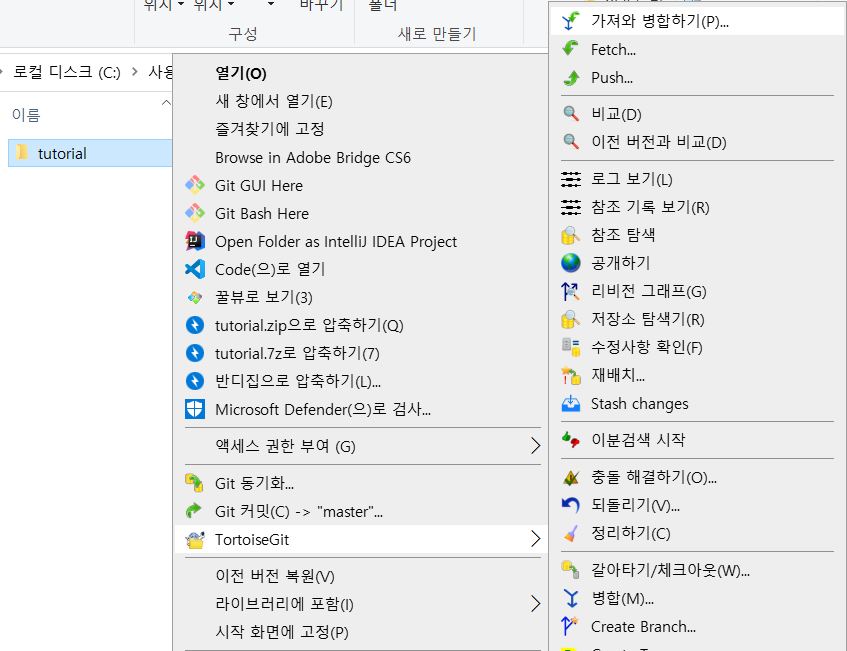 위치
위치
바꾸기
폴더
구성
새로 만들기
로컬 디스크 (C:)
이름
tutorial
열기(O)
새 창에서 열기(E)
즐겨찾기에 고정
Browse in Adobe Bridge CS6
Git GUI Here
Git Bash Here
Open Folder as IntelliJ IDEA Project
Code(으)로 열기
꿀뷰로 보기(3)
tutorial.zip으로 압축하기(Q)
tutorial.7z로 압축하기(7)
반디집으로 압축하기(L)...
Microsoft Defender(으)로 검사...
액세스 권한 부여 (G)
Git 동기화...
Git 커밋(C) -> "master"...
TortoiseGit
이전 버전 복원(V)
라이브러리에 포함(I)
시작 화면에 고정(P)
가져와 병합하기(P)...
Fetch...
Push...
비교(D)
이전 버전과 비교(D)
로그 보기(L)
참조 기록 보기(R)
참조 탐색
공개하기
리비전 그래프(G)
저장소 탐색기(R)
수정사항 확인(F)
재배치...
Stash changes
이분검색 시작
충돌 해결하기(O)...
되돌리기(V)...
정리하기(C)
갈아타기/체크아웃(W)...
병합(M)...
Create Branch...